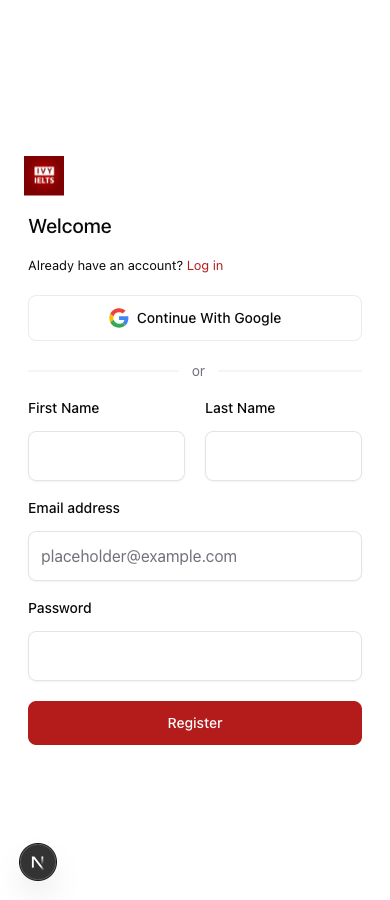 IVY
IELTS
Welcome
Already have an account? Log in
Continue With Google
or
First Name
Last Name
Email address
placeholder@example.com
Password
Register
N